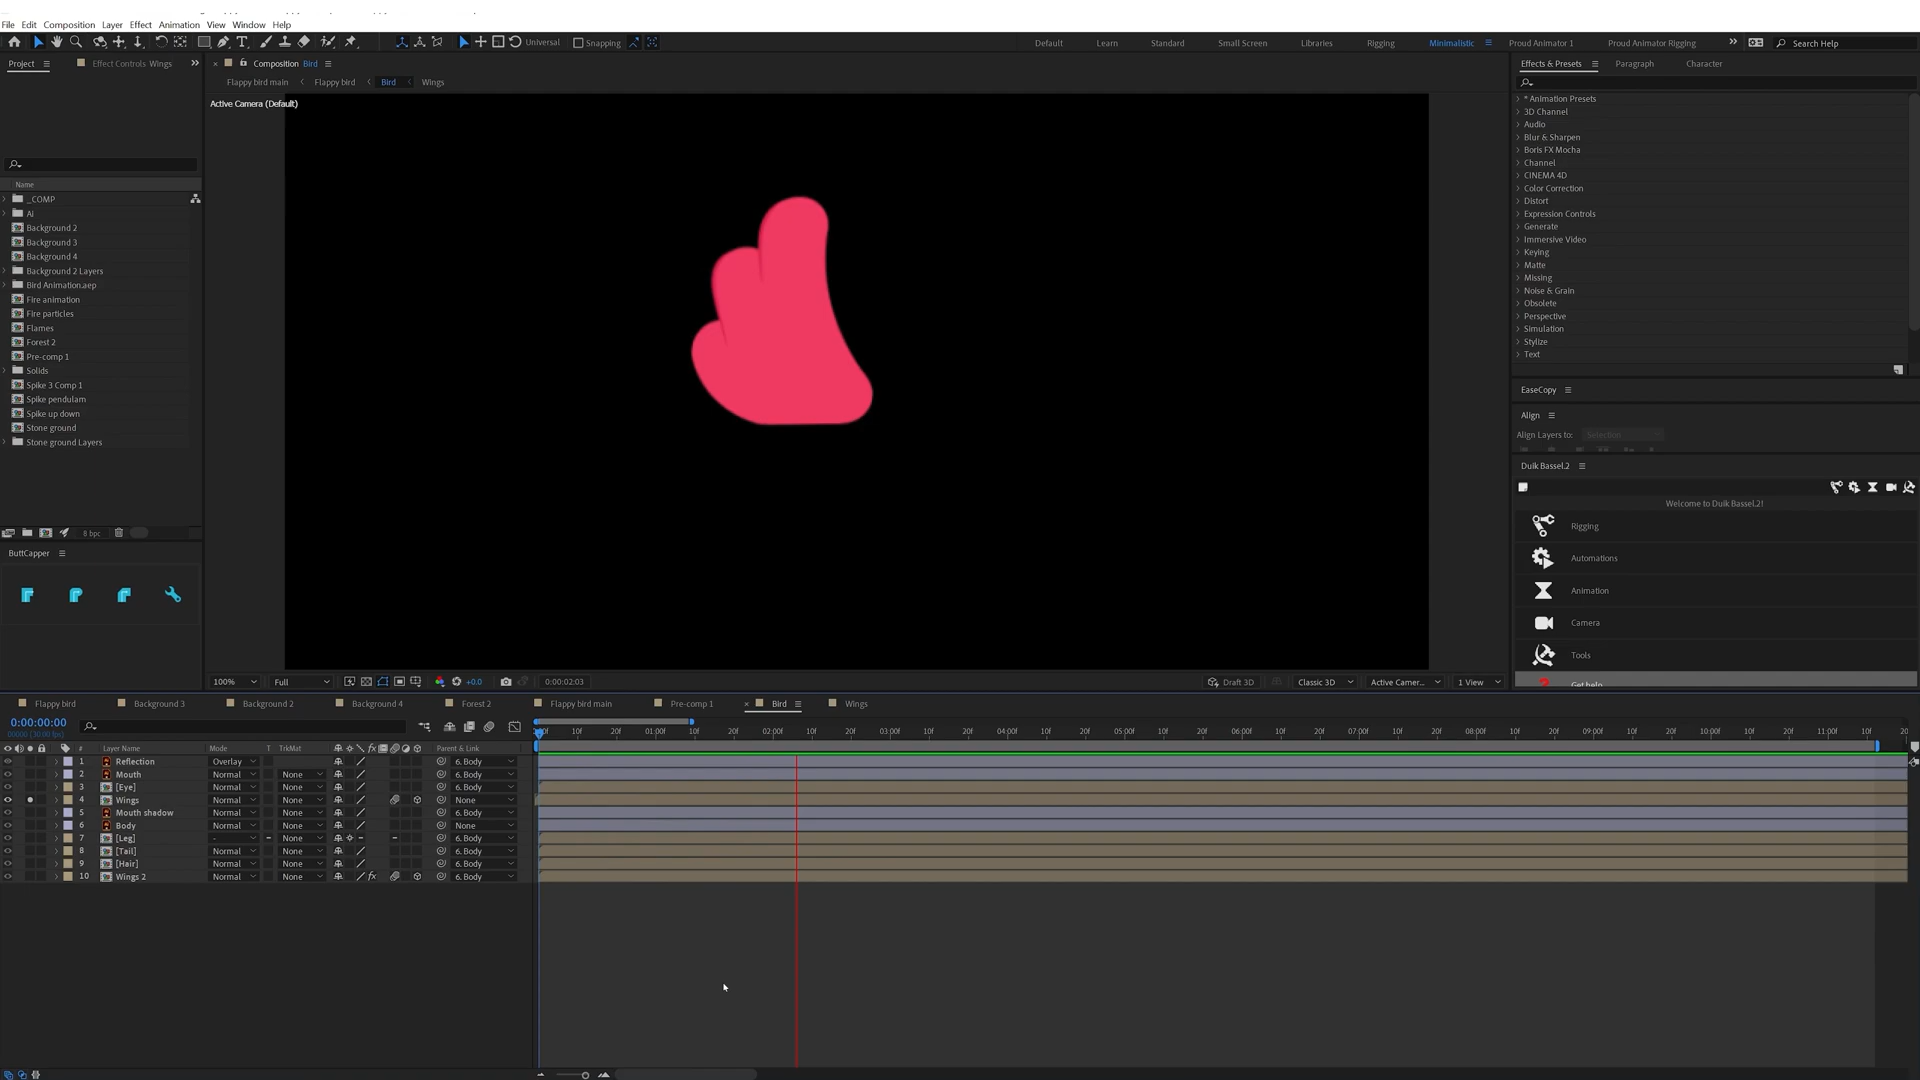 File Edit Composition Layer Effect Animation View Window Help
Universal Snapping Default Learn Standard Small Screen Libraries Rigging Minimalistic Proud Animator 1 Proud Animator Rigging Search Help
Project Effect Controls Wings Composition Bird Effects & Presets Paragraph Character
Flappy bird main Flappy bird Bird Wings
Active Camera (Default)
Name
_COMP
Ai
Background 2
Background 3
Background 4
Background 2 Layers
Bird Animation.aep
Fire animation
Fire particles
Flames
Forest 2
Pre-comp 1
Solids
Spike 3 Comp 1
Spike pendulam
Spike up down
Stone ground
Stone ground Layers
8 bpc
ButtCapper
* Animation Presets
3D Channel
Audio
Blur & Sharpen
Boris FX Mocha
Channel
CINEMA 4D
Color Correction
Distort
Expression Controls
Generate
Immersive Video
Keying
Matte
Missing
Noise & Grain
Obsolete
Perspective
Simulation
Stylize
Text
EaseCopy
Align
Align Layers to: Selection
Duik Bassel.2
Welcome to Duik Bassel.2!
Rigging
Automations
Animation
Camera
Tools
Get help
100% Full +0.0 0:00:02:03 Draft 3D Classic 3D Active Camer... 1 View
Flappy bird Background 3 Background 2 Background 4 Forest 2 Flappy bird main Pre-comp 1 Bird Wings
0:00:00:00
00000 (30.00 fps)
10f 20f 01:00f 10f 20f 02:00f 10f 20f 03:00f 10f 20f 04:00f 10f 20f 05:00f 10f 20f 06:00f 10f 20f 07:00f 10f 20f 08:00f 10f 20f 09:00f 10f 20f 10:00f 10f 20f 11:00f 10f 20
# Layer Name Mode T TrkMat Parent & Link
1 Reflection Overlay 6. Body
2 Mouth Normal None 6. Body
3 [Eye] Normal None 6. Body
4 Wings Normal None None
5 Mouth shadow Normal None 6. Body
6 Body Normal None None
7 [Leg] - None 6. Body
8 [Tail] Normal None 6. Body
9 [Hair] Normal None 6. Body
10 Wings 2 Normal None fx 6. Body